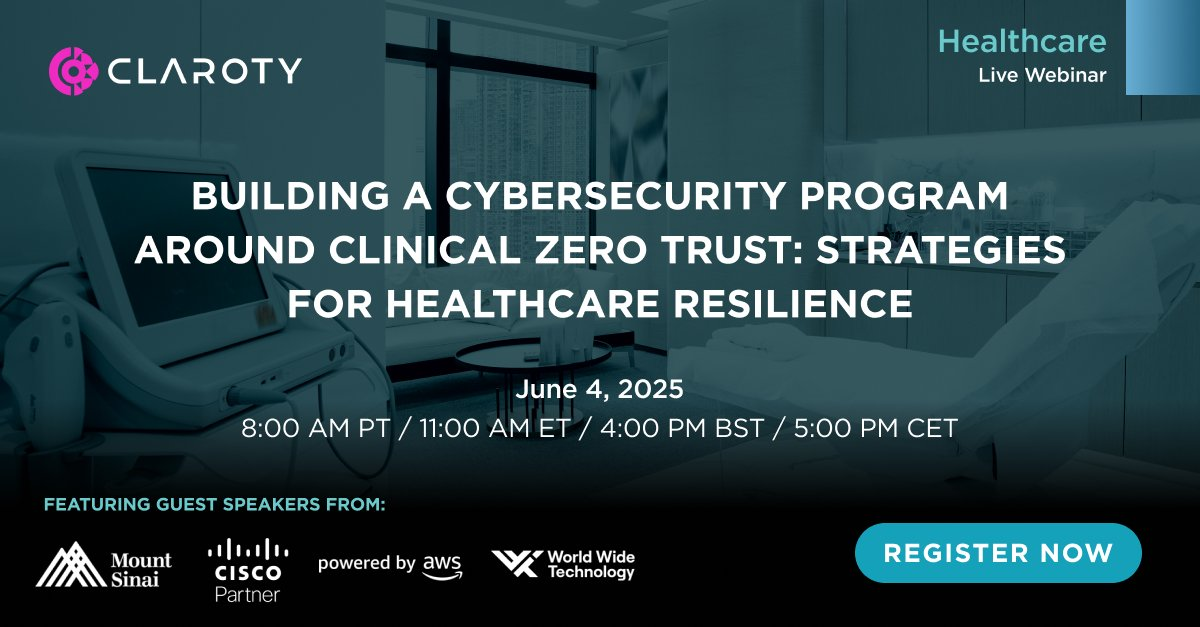 CLAROTY
Healthcare
Live Webinar
BUILDING A CYBERSECURITY PROGRAM
AROUND CLINICAL ZERO TRUST: STRATEGIES
FOR HEALTHCARE RESILIENCE
June 4, 2025
8:00 AM PT / 11:00 AM ET / 4:00 PM BST / 5:00 PM CET
FEATURING GUEST SPEAKERS FROM:
Mount
Sinai
CISCO
Partner
powered by aws
World Wide
Technology
REGISTER NOW